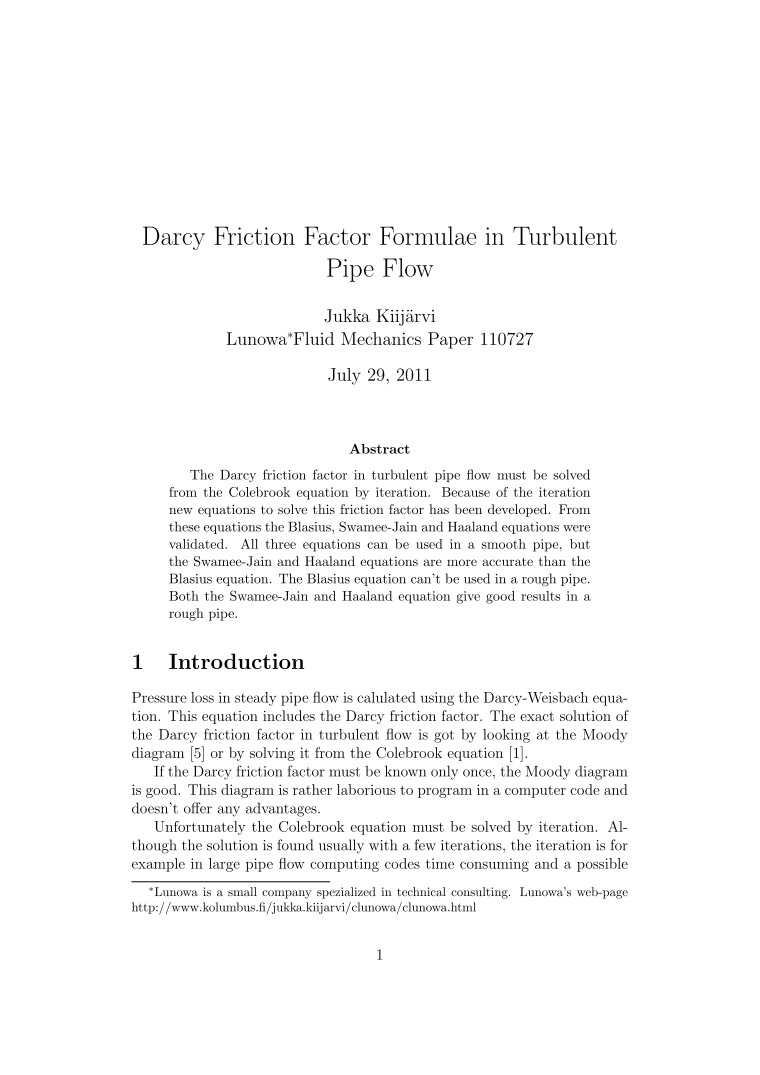 Darcy Friction Factor Formulae in Turbulent
Pipe Flow
Jukka Kiijärvi
Lunowa*Fluid Mechanics Paper 110727
July 29, 2011
Abstract
The Darcy friction factor in turbulent pipe flow must be solved
from the Colebrook equation by iteration. Because of the iteration
new equations to solve this friction factor has been developed. From
these equations the Blasius, Swamee-Jain and Haaland equations were
validated. All three equations can be used in a smooth pipe, but
the Swamee-Jain and Haaland equations are more accurate than the
Blasius equation. The Blasius equation can't be used in a rough pipe.
Both the Swamee-Jain and Haaland equation give good results in a
rough pipe.
1 Introduction
Pressure loss in steady pipe flow is calulated using the Darcy-Weisbach equa-
tion. This equation includes the Darcy friction factor. The exact solution of
the Darcy friction factor in turbulent flow is got by looking at the Moody
diagram [5] or by solving it from the Colebrook equation [1].
If the Darcy friction factor must be known only once, the Moody diagram
is good. This diagram is rather laborious to program in a computer code and
doesn't offer any advantages.
Unfortunately the Colebrook equation must be solved by iteration. Al-
though the solution is found usually with a few iterations, the iteration is for
example in large pipe flow computing codes time consuming and a possible
*Lunowa is a small company spezialized in technical consulting. Lunowa's web-page
http://www.kolumbus.fi/jukka.kiijarvi/clunowa/clunowa.html
1